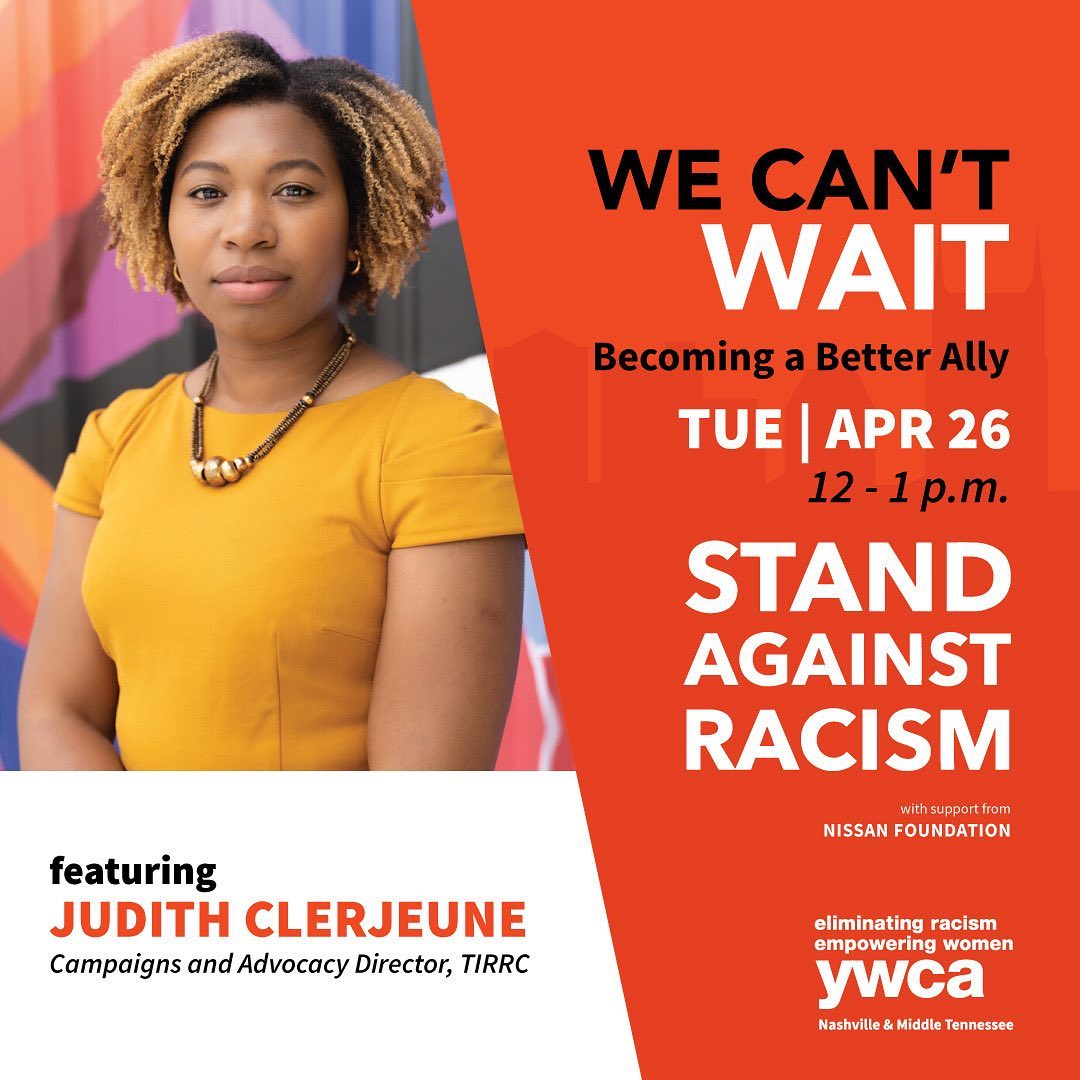 WE CAN'T
WAIT
Becoming a Better Ally
TUE | APR 26
12 - 1 p.m.
STAND
AGAINST
RACISM
with support from
NISSAN FOUNDATION
featuring
JUDITH CLERJEUNE
Campaigns and Advocacy Director, TIRRC
eliminating racism
empowering women
ywca
Nashville & Middle Tennessee